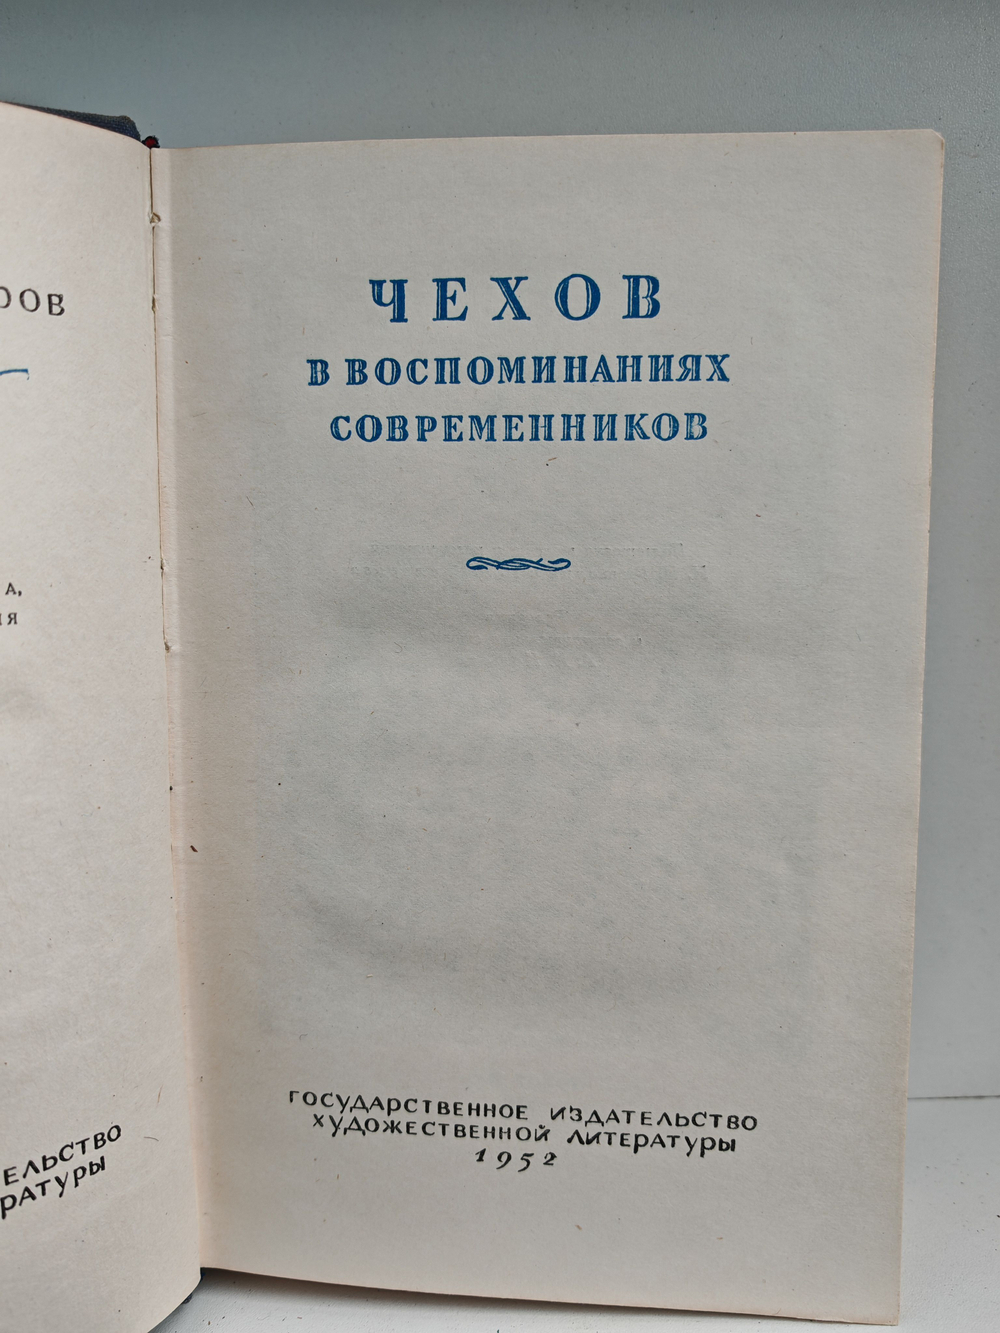 ЧЕХОВ
В ВОСПОМИНАНИЯХ
СОВРЕМЕННИКОВ
ГОСУДАРСТВЕННОЕ ИЗДАТЕЛЬСТВО
ХУДОЖЕСТВЕННОЙ ЛИТЕРАТУРЫ
1952